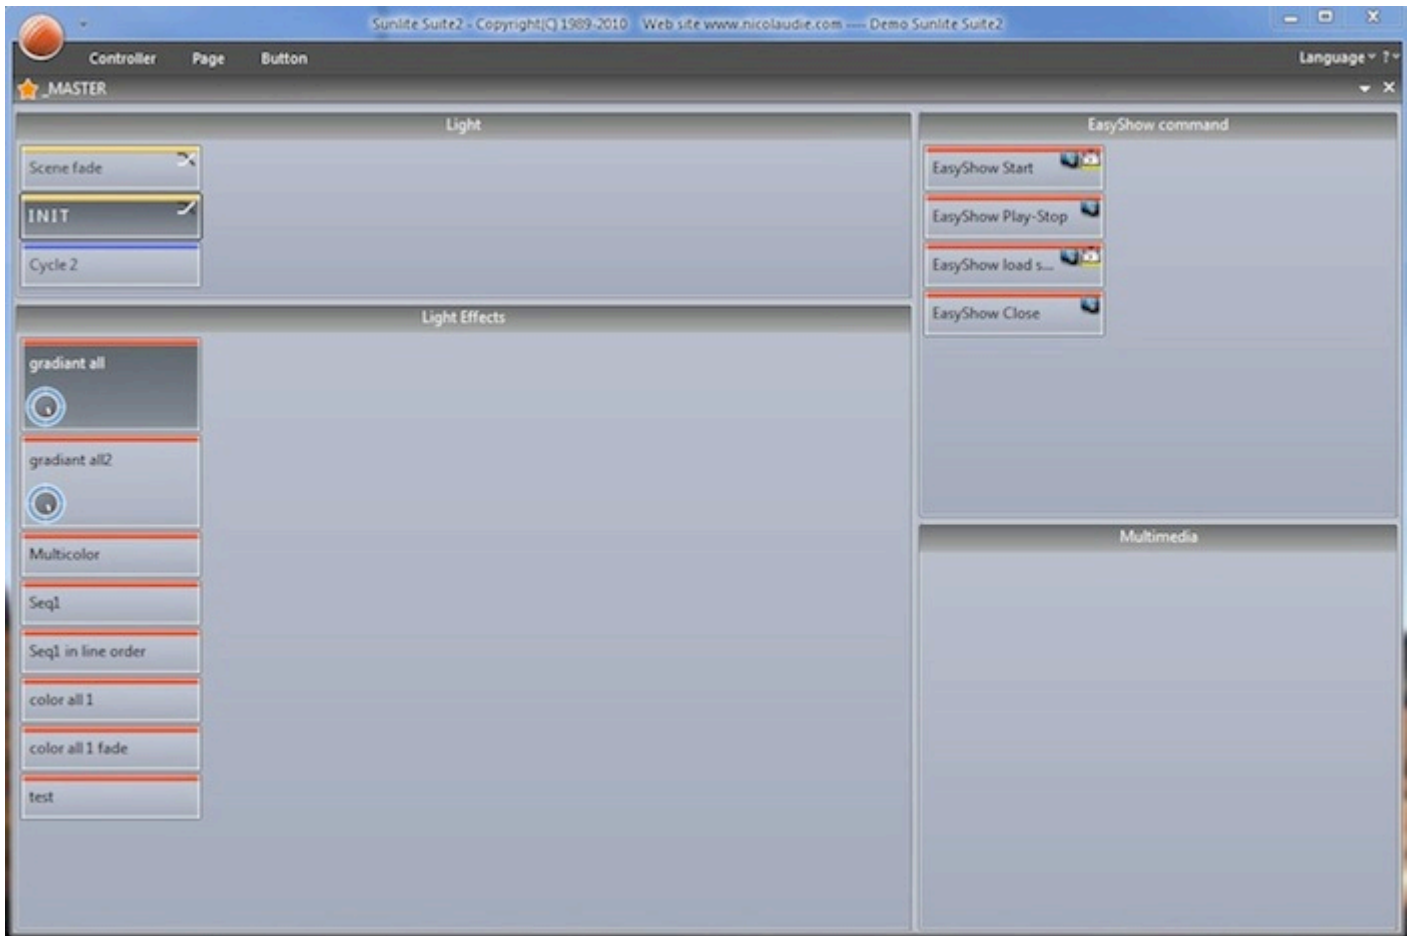 Sunlite Suite2 - Copyright(C) 1989-2010 Web site www.nicolaudie.com ---- Demo Sunlite Suite2
Controller Page Button Language ?
_MASTER
Light
Scene fade
INIT
Cycle 2
Light Effects
gradiant all
gradiant all2
Multicolor
Seq1
Seq1 in line order
color all 1
color all 1 fade
test
EasyShow command
EasyShow Start
EasyShow Play-Stop
EasyShow load s...
EasyShow Close
Multimedia